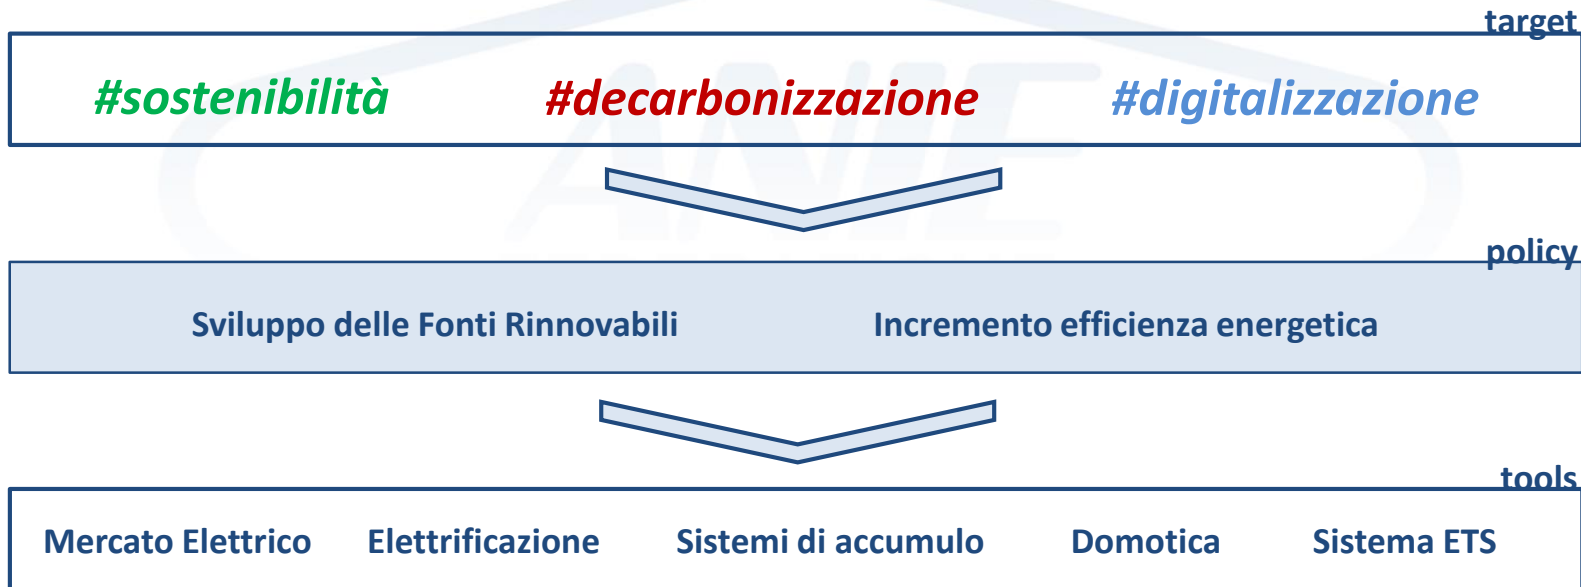 target
#sostenibilità #decarbonizzazione #digitalizzazione
ANIE
policy
Sviluppo delle Fonti Rinnovabili Incremento efficienza energetica
tools
Mercato Elettrico Elettrificazione Sistemi di accumulo Domotica Sistema ETS